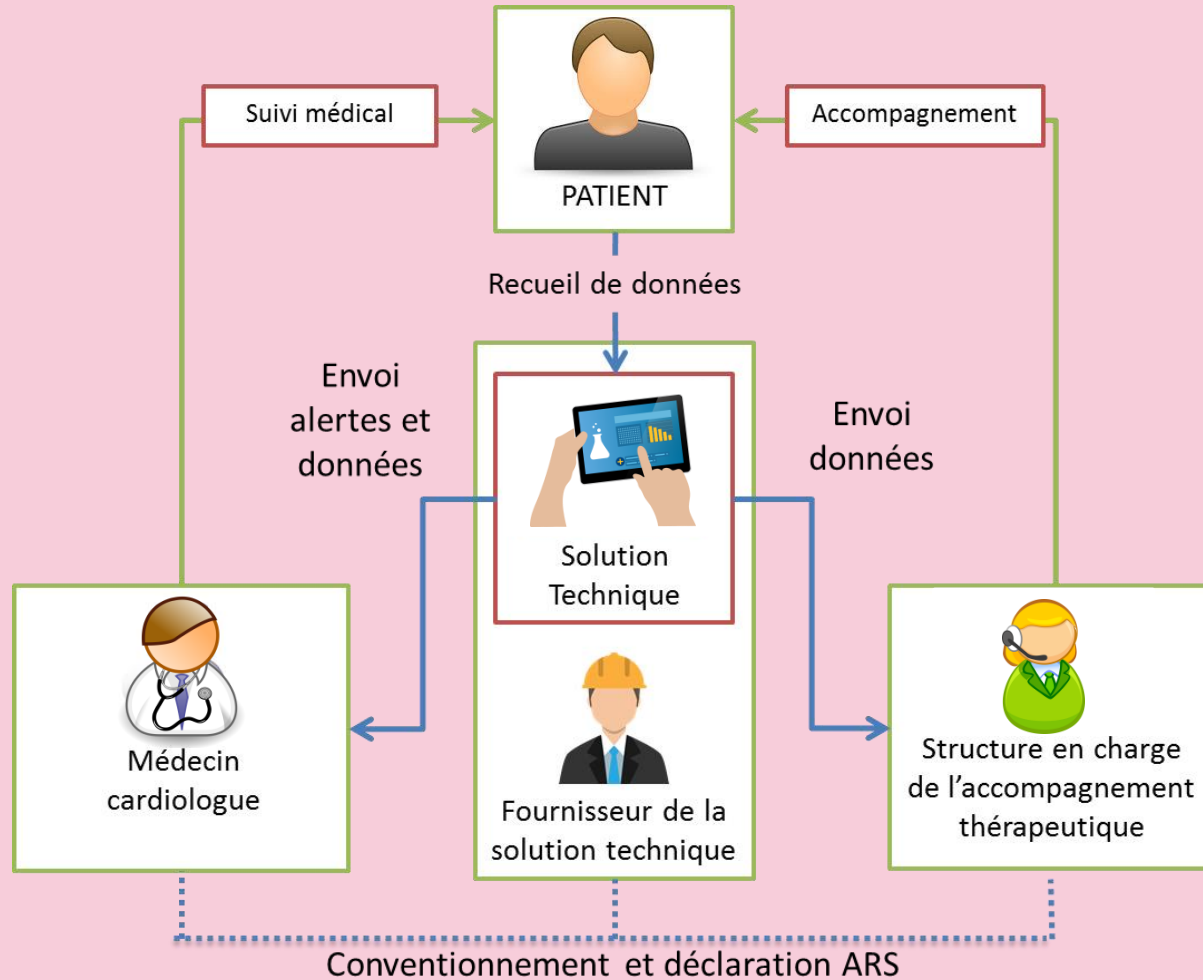 Suivi médical
Accompagnement
PATIENT
Recueil de données
Envoi
alertes et
données
Envoi
données
Solution
Technique
Médecin
cardiologue
Fournisseur de la
solution technique
Structure en charge
de l’accompagnement
thérapeutique
Conventionnement et déclaration ARS